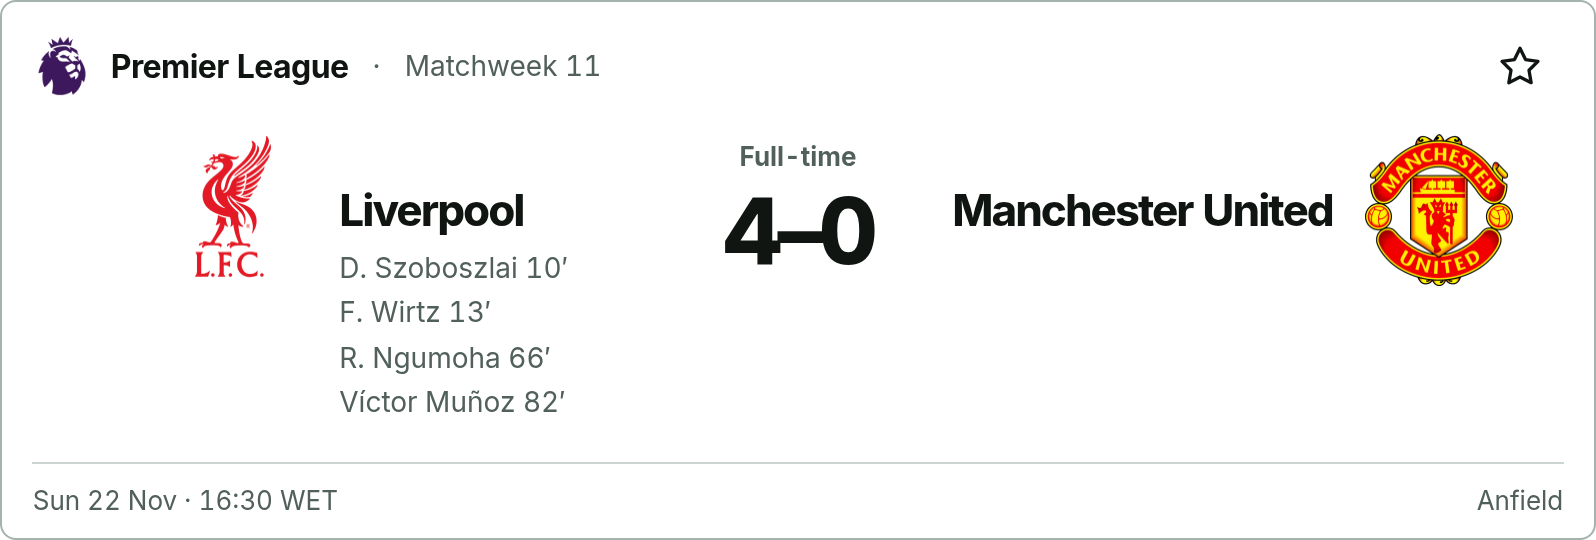 Premier League · Matchweek 11
Full-time
Liverpool 4–0 Manchester United
D. Szoboszlai 10′
F. Wirtz 13′
R. Ngumoha 66′
Víctor Muñoz 82′
L.F.C.
MANCHESTER
UNITED
Sun 22 Nov · 16:30 WET
Anfield